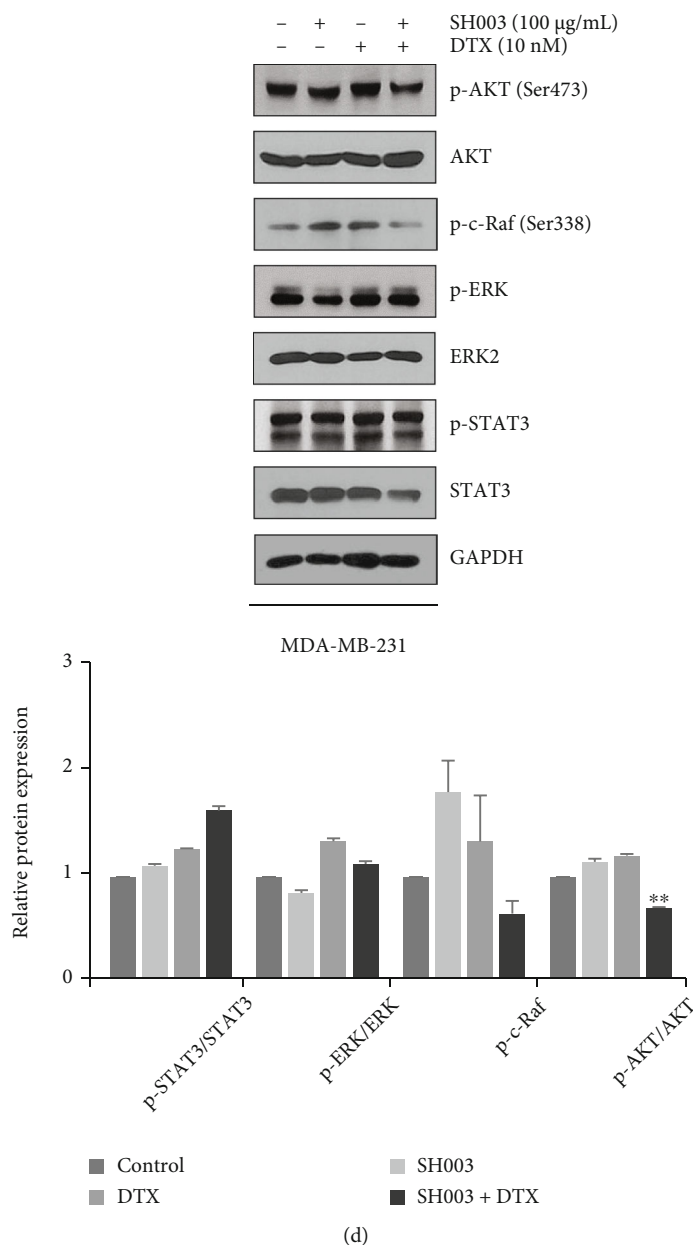 – + – + SH003 (100 µg/mL)
– – + + DTX (10 nM)
p-AKT (Ser473)
AKT
p-c-Raf (Ser338)
p-ERK
ERK2
p-STAT3
STAT3
GAPDH
MDA-MB-231
3
2
1
0
Relative protein expression
**
p-STAT3/STAT3
p-ERK/ERK
p-c-Raf
p-AKT/AKT
Control
SH003
DTX
SH003 + DTX
(d)